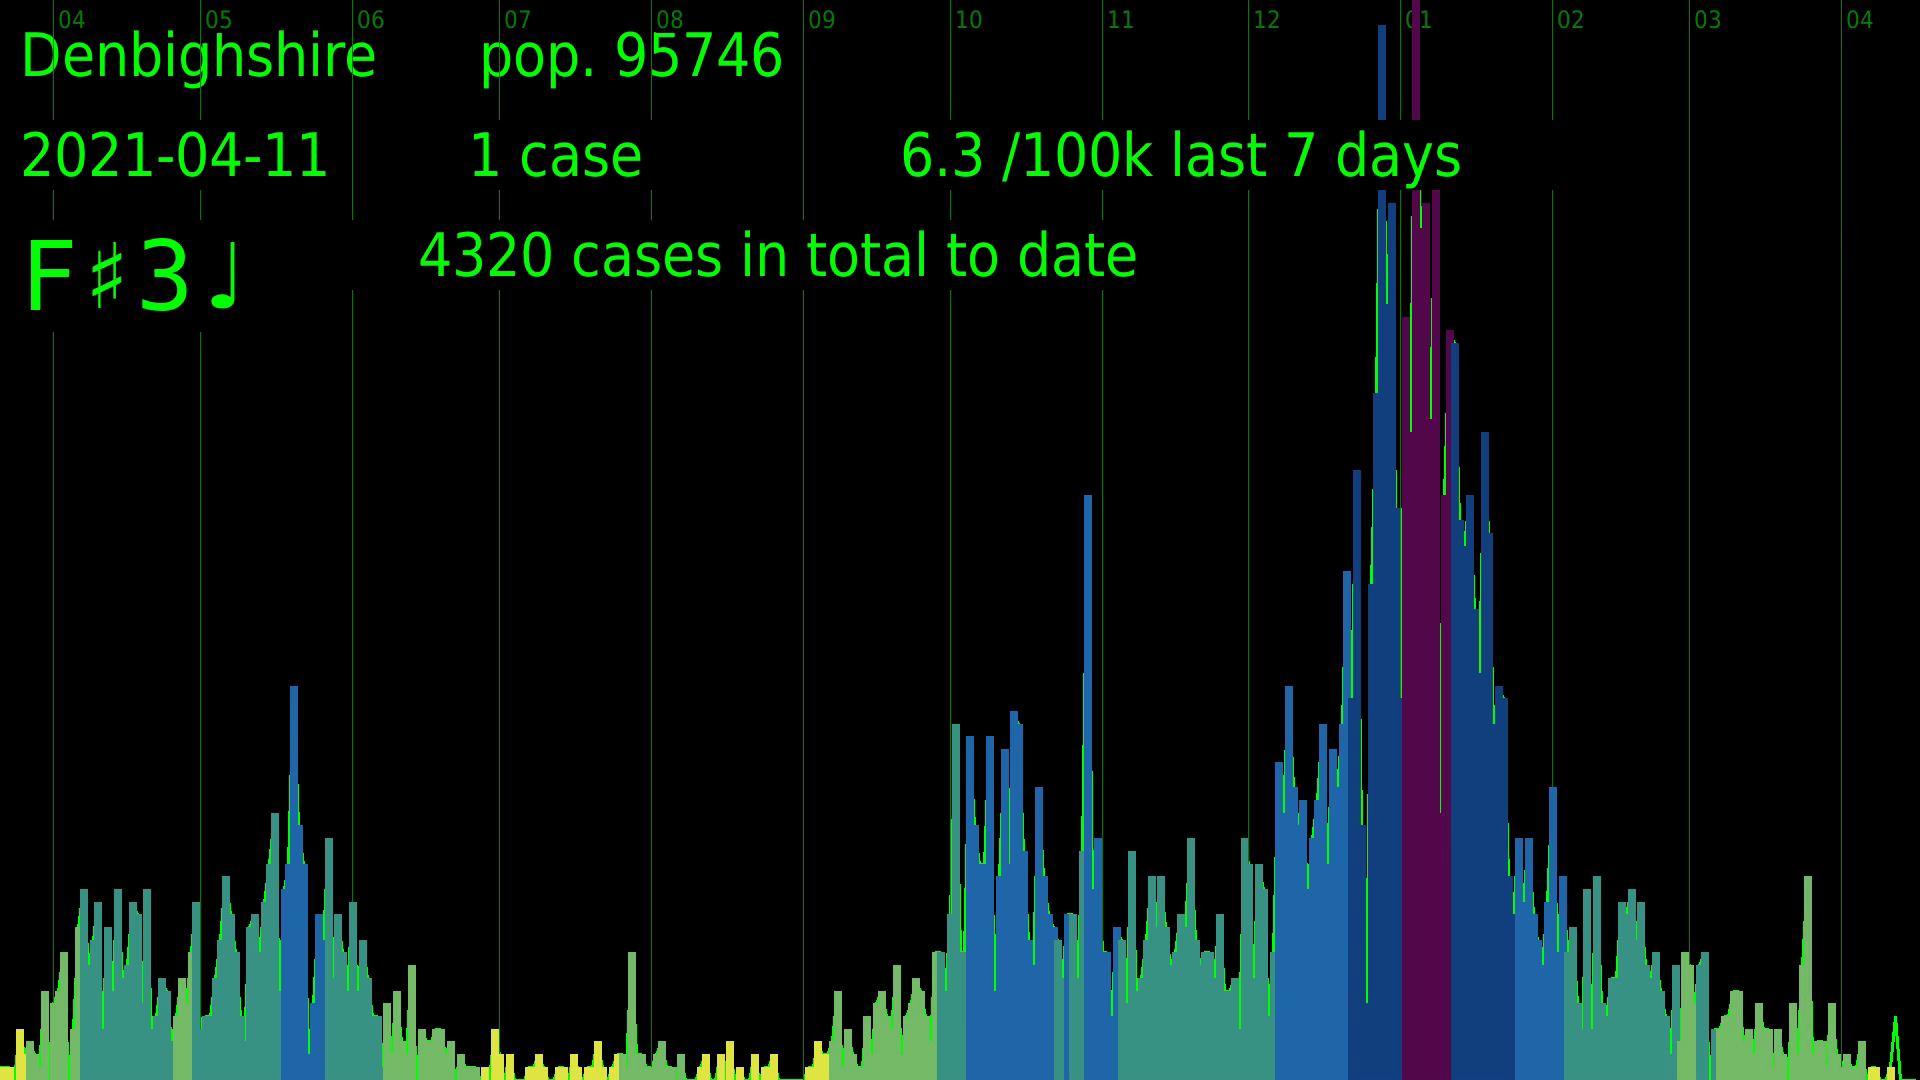 04 05 06 07 08 09 10 11 12 01 02 03 04
Denbighshire pop. 95746
2021-04-11 1 case 6.3 /100k last 7 days
F♯3♩ 4320 cases in total to date